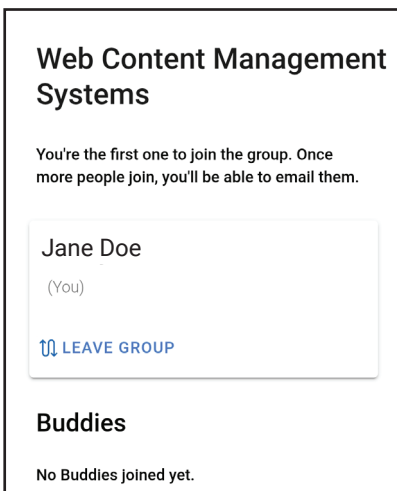 Web Content Management
Systems
You're the first one to join the group. Once
more people join, you'll be able to email them.
Jane Doe
(You)
LEAVE GROUP
Buddies
No Buddies joined yet.